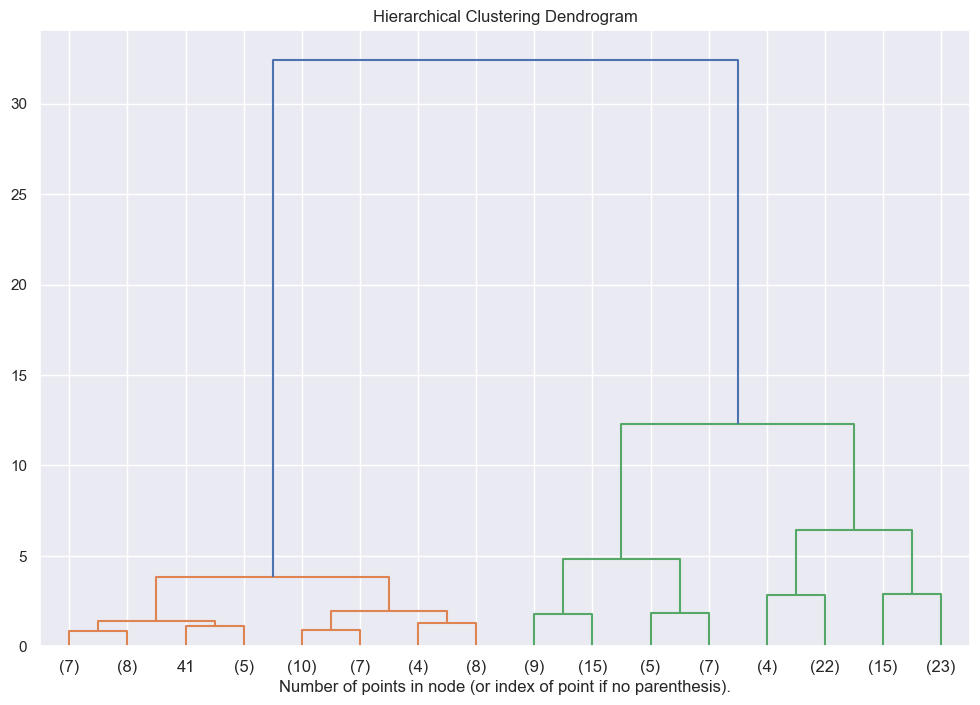 Hierarchical Clustering Dendrogram
30
25
20
15
10
5
0
(7) (8) 41 (5) (10) (7) (4) (8) (9) (15) (5) (7) (4) (22) (15) (23)
Number of points in node (or index of point if no parenthesis).